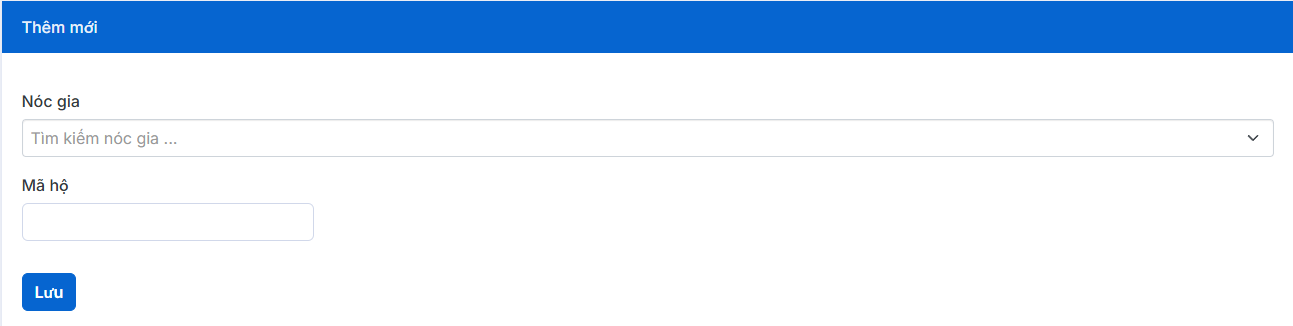 Thêm mới
Nóc gia
Tìm kiếm nóc gia ...
Mã hộ
Lưu